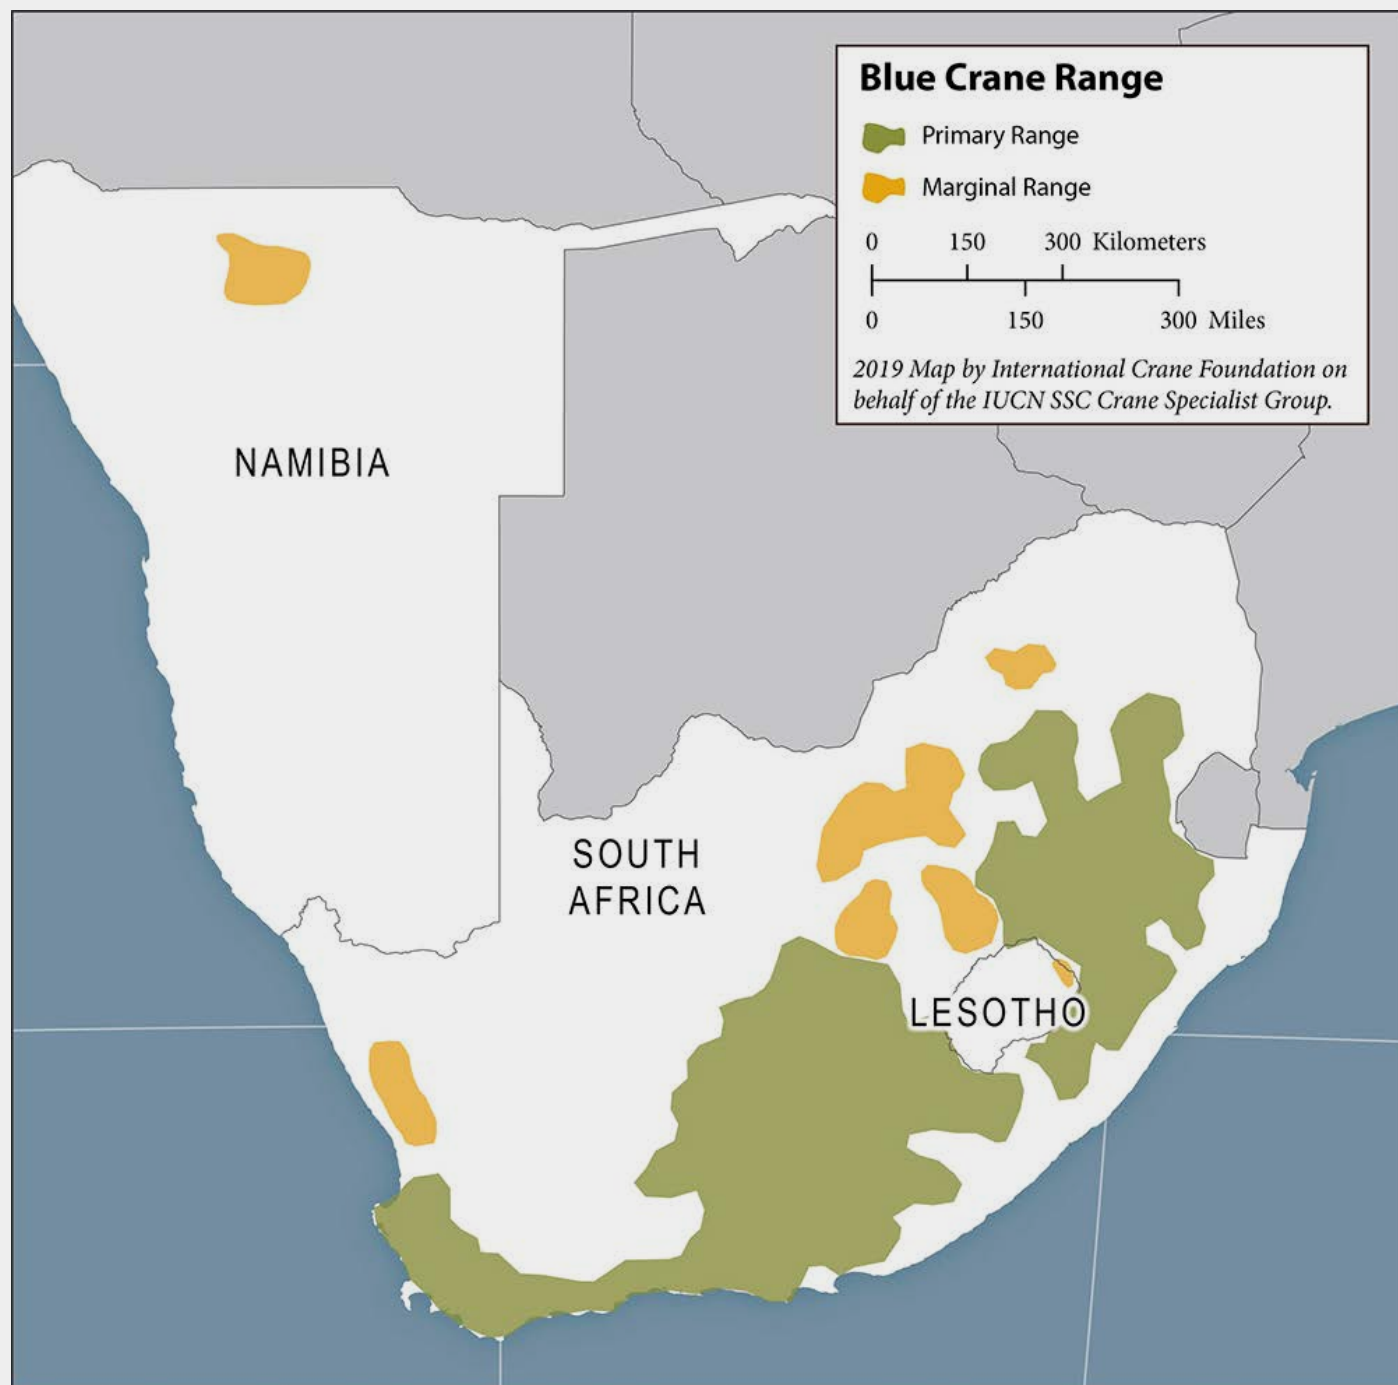 Blue Crane Range
Primary Range
Marginal Range
0 150 300 Kilometers
0 150 300 Miles
2019 Map by International Crane Foundation on
behalf of the IUCN SSC Crane Specialist Group.
NAMIBIA
SOUTH
AFRICA
LESOTHO